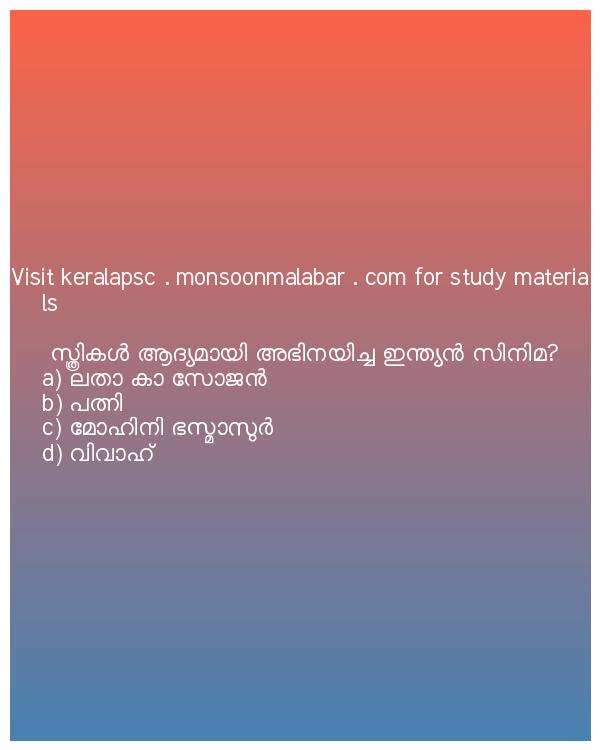 Visit keralapsc . monsoonmalabar . com for study materia
ls
സ്ത്രികൾ ആദ്യമായി അഭിനയിച്ച ഇന്ത്യൻ സിനിമ?
a) ലതാ കാ സോജൻ
b) പത്നി
c) മോഹിനി ഭസ്മാസുർ
d) വിവാഹ്